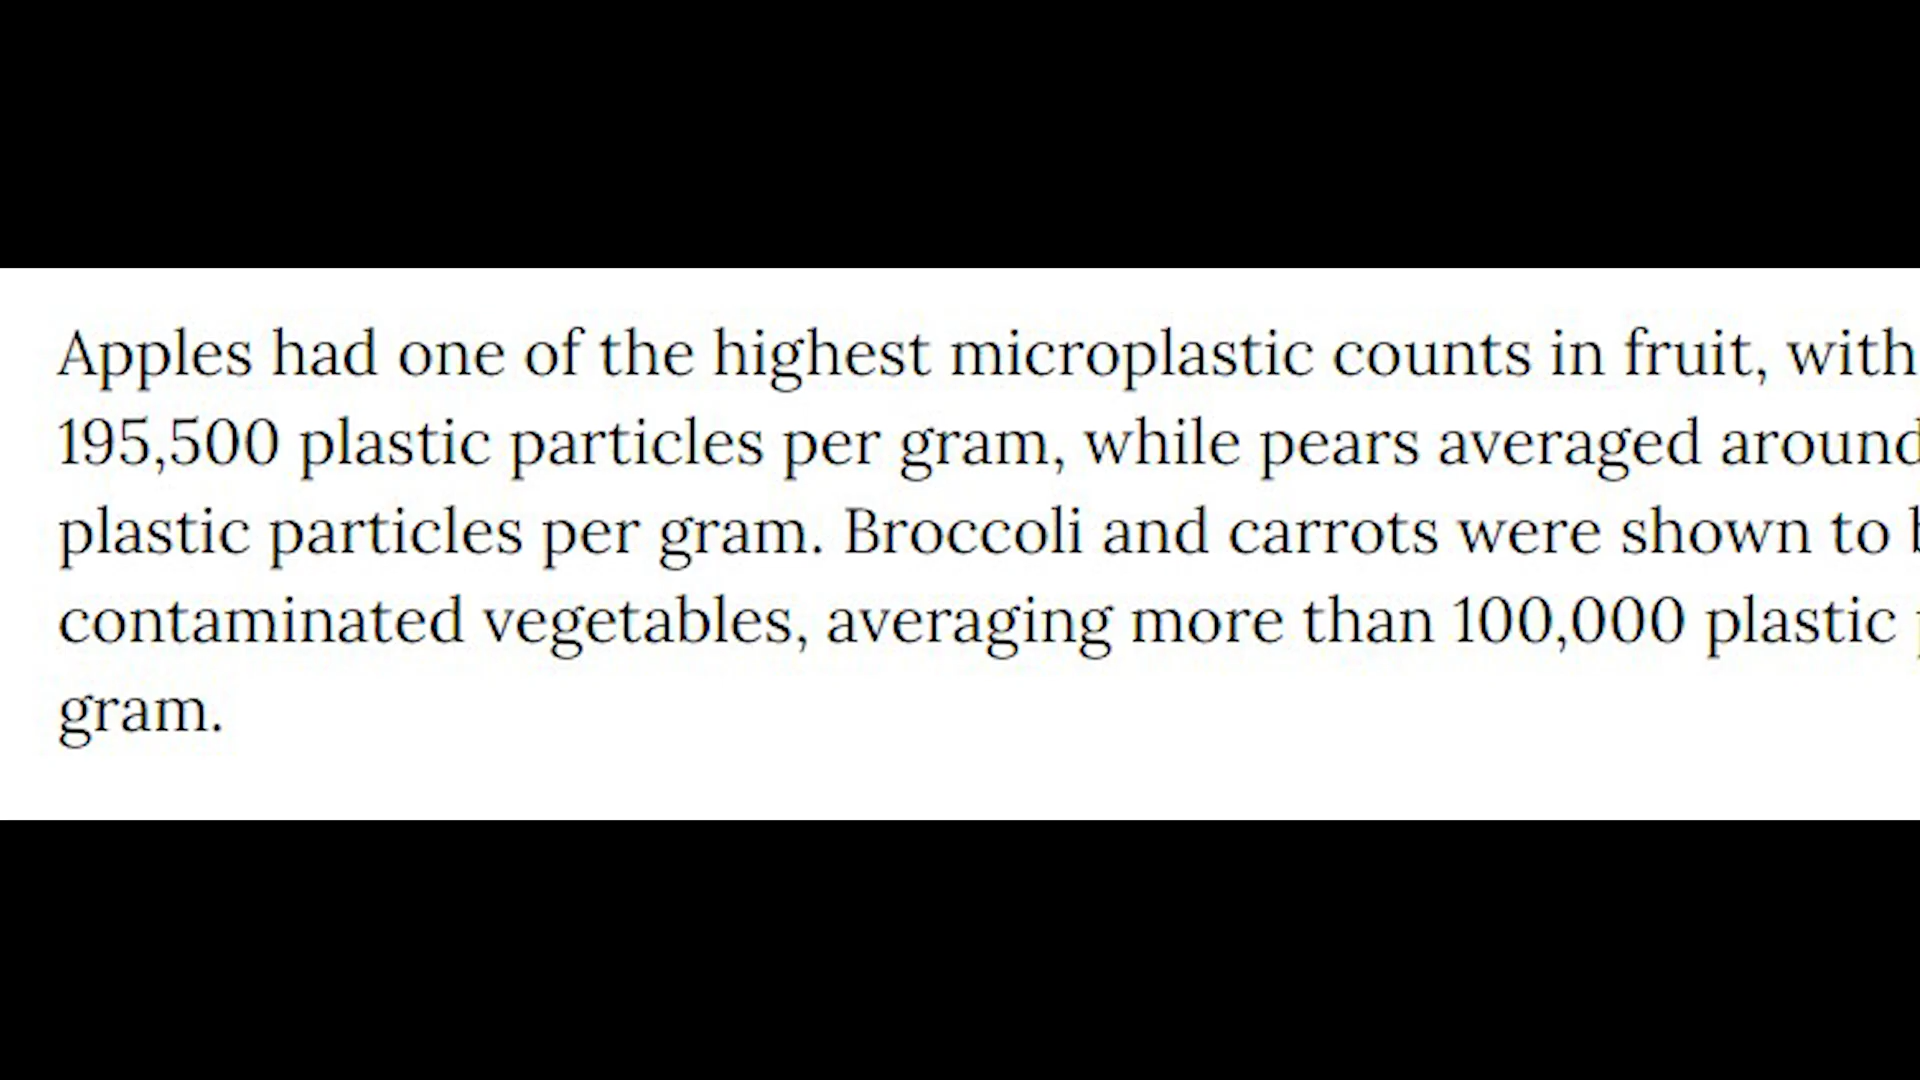 Apples had one of the highest microplastic counts in fruit, with
195,500 plastic particles per gram, while pears averaged around
plastic particles per gram. Broccoli and carrots were shown to
contaminated vegetables, averaging more than 100,000 plastic
gram.